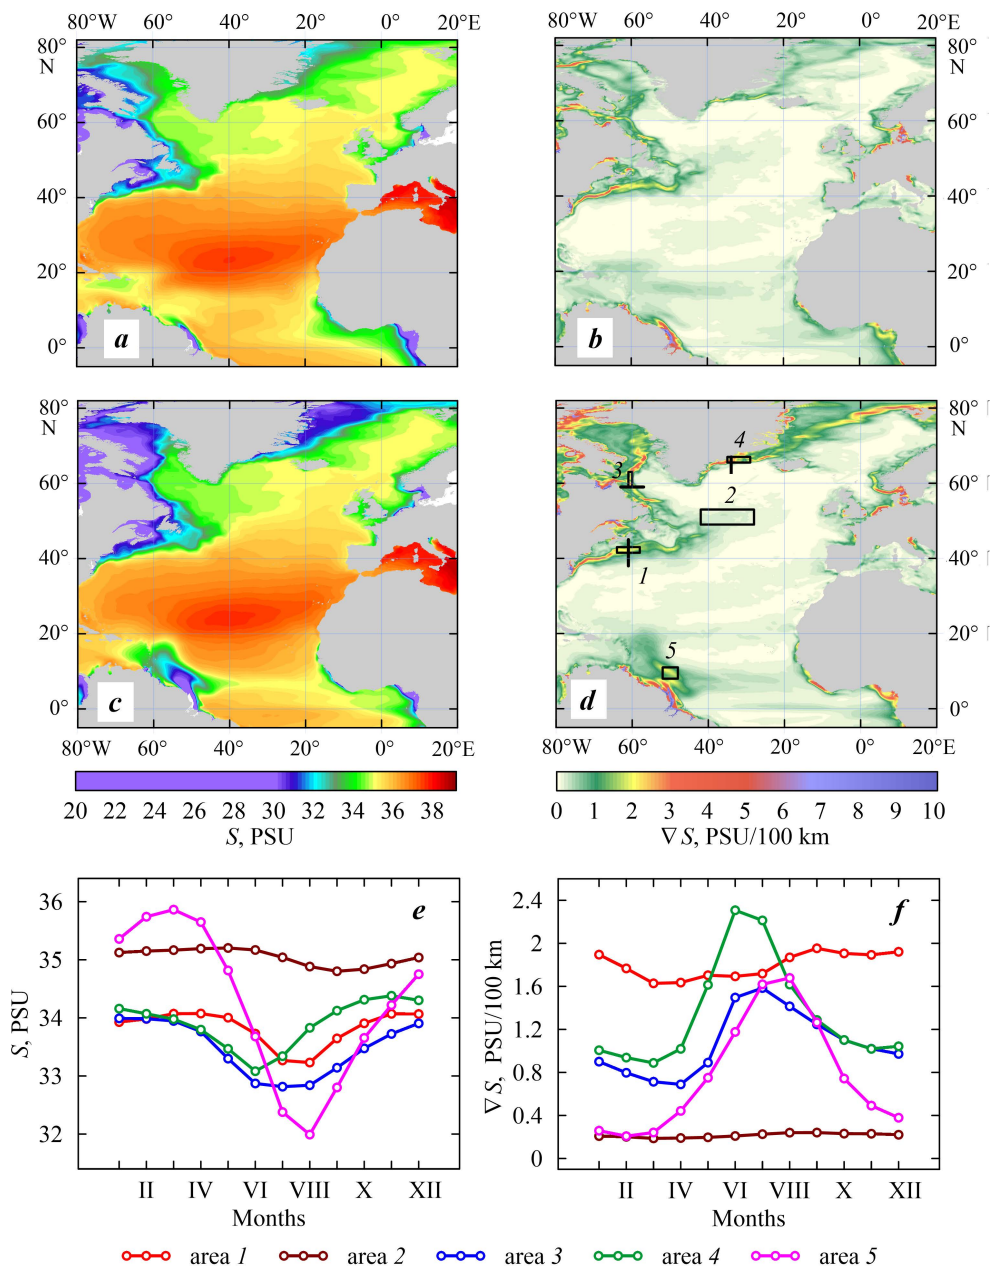 80°W 60° 40° 20° 0° 20°E
80°W 60° 40° 20° 0° 20°E
80°
N
60°
40°
20°
0°
a
80°
N
60°
40°
20°
0°
b
80°
N
60°
40°
20°
0°
c
80°W 60° 40° 20° 0° 20°E
80°
N
60°
40°
20°
0°
4
3
2
1
5
d
80°W 60° 40° 20° 0° 20°E
20 22 24 26 28 30 32 34 36 38
S, PSU
0 1 2 3 4 5 6 7 8 9 10
∇ S, PSU/100 km
36
35
34
33
32
S, PSU
e
II IV VI VIII X XII
Months
2.4
2
1.6
1.2
0.8
0.4
0
∇ S, PSU/100 km
f
II IV VI VIII X XII
Months
area 1 area 2 area 3 area 4 area 5